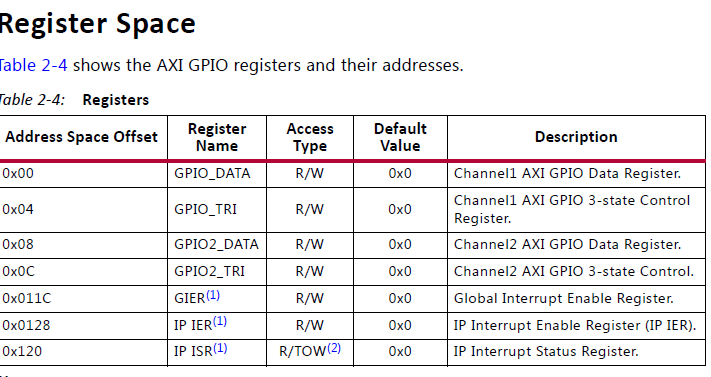 Register Space
Table 2-4 shows the AXI GPIO registers and their addresses.
Table 2-4: Registers
Address Space Offset Register Name Access Type Default Value Description
0x00 GPIO_DATA R/W 0x0 Channel1 AXI GPIO Data Register.
0x04 GPIO_TRI R/W 0x0 Channel1 AXI GPIO 3-state Control Register.
0x08 GPIO2_DATA R/W 0x0 Channel2 AXI GPIO Data Register.
0x0C GPIO2_TRI R/W 0x0 Channel2 AXI GPIO 3-state Control.
0x011C GIER(1) R/W 0x0 Global Interrupt Enable Register.
0x0128 IP IER(1) R/W 0x0 IP Interrupt Enable Register (IP IER).
0x120 IP ISR(1) R/TOW(2) 0x0 IP Interrupt Status Register.